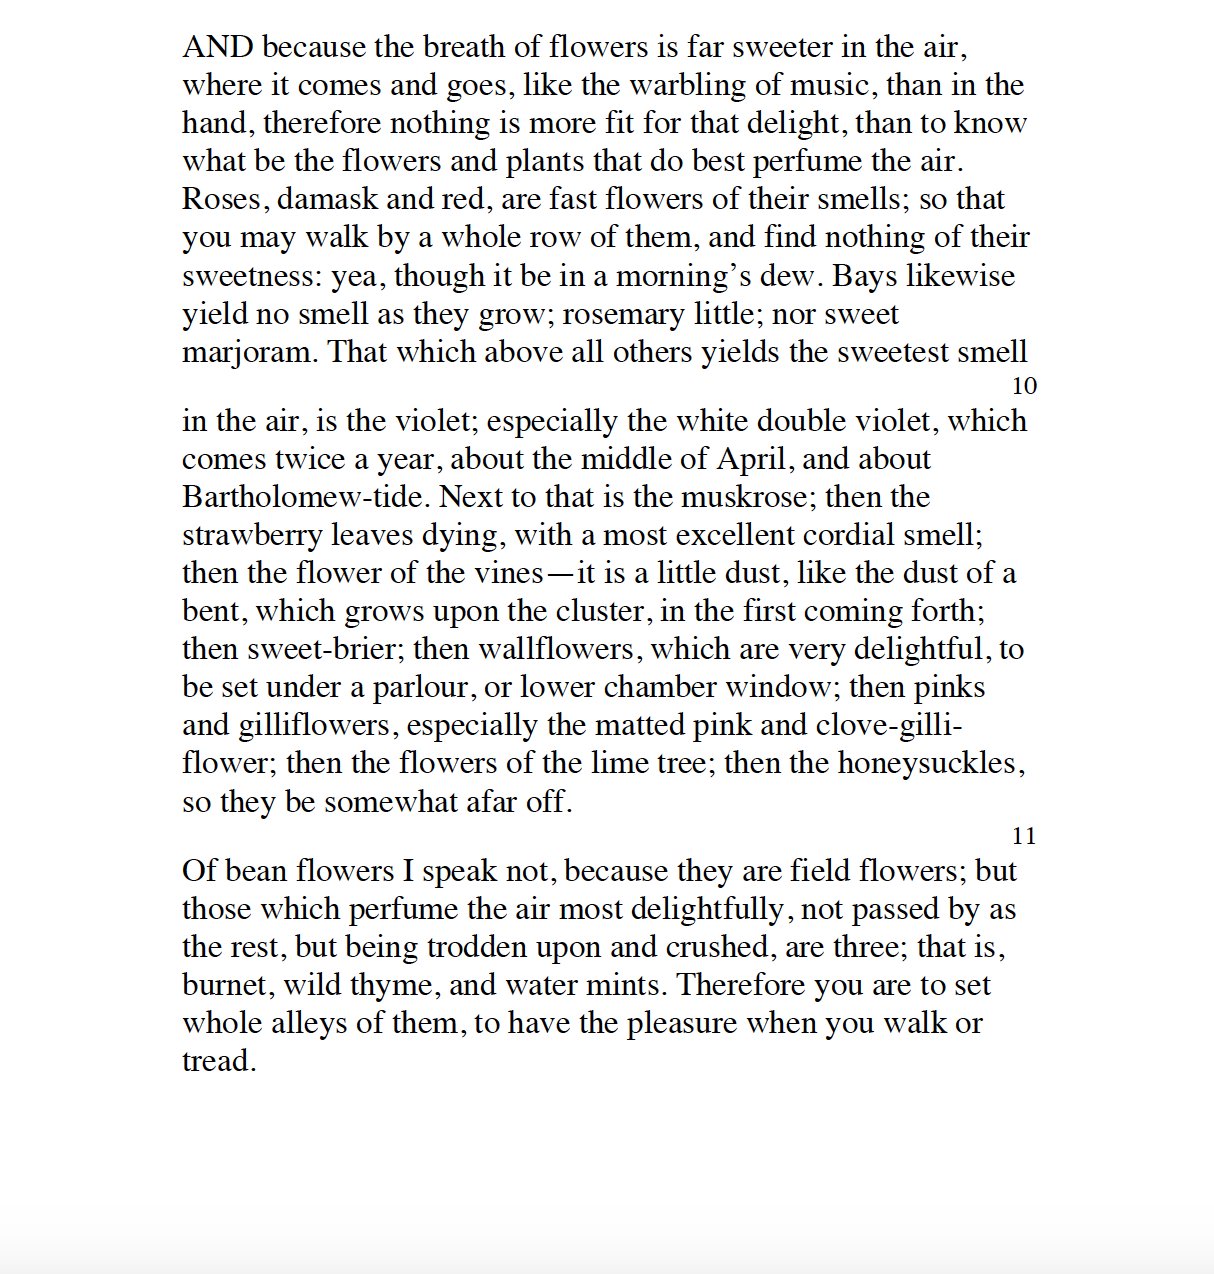 AND because the breath of flowers is far sweeter in the air,
where it comes and goes, like the warbling of music, than in the
hand, therefore nothing is more fit for that delight, than to know
what be the flowers and plants that do best perfume the air.
Roses, damask and red, are fast flowers of their smells; so that
you may walk by a whole row of them, and find nothing of their
sweetness: yea, though it be in a morning’s dew. Bays likewise
yield no smell as they grow; rosemary little; nor sweet
marjoram. That which above all others yields the sweetest smell
10
in the air, is the violet; especially the white double violet, which
comes twice a year, about the middle of April, and about
Bartholomew-tide. Next to that is the muskrose; then the
strawberry leaves dying, with a most excellent cordial smell;
then the flower of the vines—it is a little dust, like the dust of a
bent, which grows upon the cluster, in the first coming forth;
then sweet-brier; then wallflowers, which are very delightful, to
be set under a parlour, or lower chamber window; then pinks
and gilliflowers, especially the matted pink and clove-gilli-
flower; then the flowers of the lime tree; then the honeysuckles,
so they be somewhat afar off.
11
Of bean flowers I speak not, because they are field flowers; but
those which perfume the air most delightfully, not passed by as
the rest, but being trodden upon and crushed, are three; that is,
burnet, wild thyme, and water mints. Therefore you are to set
whole alleys of them, to have the pleasure when you walk or
tread.